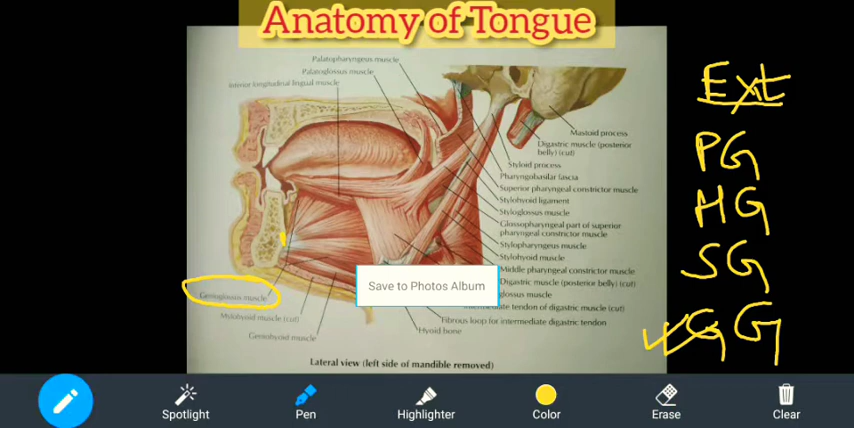 Anatomy of Tongue
Palatopharyngeus muscle
Palatoglossus muscle
Inferior longitudinal lingual muscle
Mastoid process
Digastric muscle (posterior
belly) (cut)
Styloid process
Pharyngobasilar fascia
Superior pharyngeal constrictor muscle
Stylohyoid ligament
Styloglossus muscle
Glossopharyngeal part of superior
pharyngeal constrictor muscle
Stylopharyngeus muscle
Stylohyoid muscle
Middle pharyngeal constrictor muscle
Digastric muscle (posterior belly) (cut)
glossus muscle
tendon of digastric muscle (cut)
Fibrous loop for intermediate digastric tendon
Hyoid bone
Genioglossus muscle
Mylohyoid muscle (cut)
Geniohyoid muscle
Lateral view (left side of mandible removed)
Save to Photos Album
Ext
PG
HG
SG
GG
Spotlight
Pen
Highlighter
Color
Erase
Clear